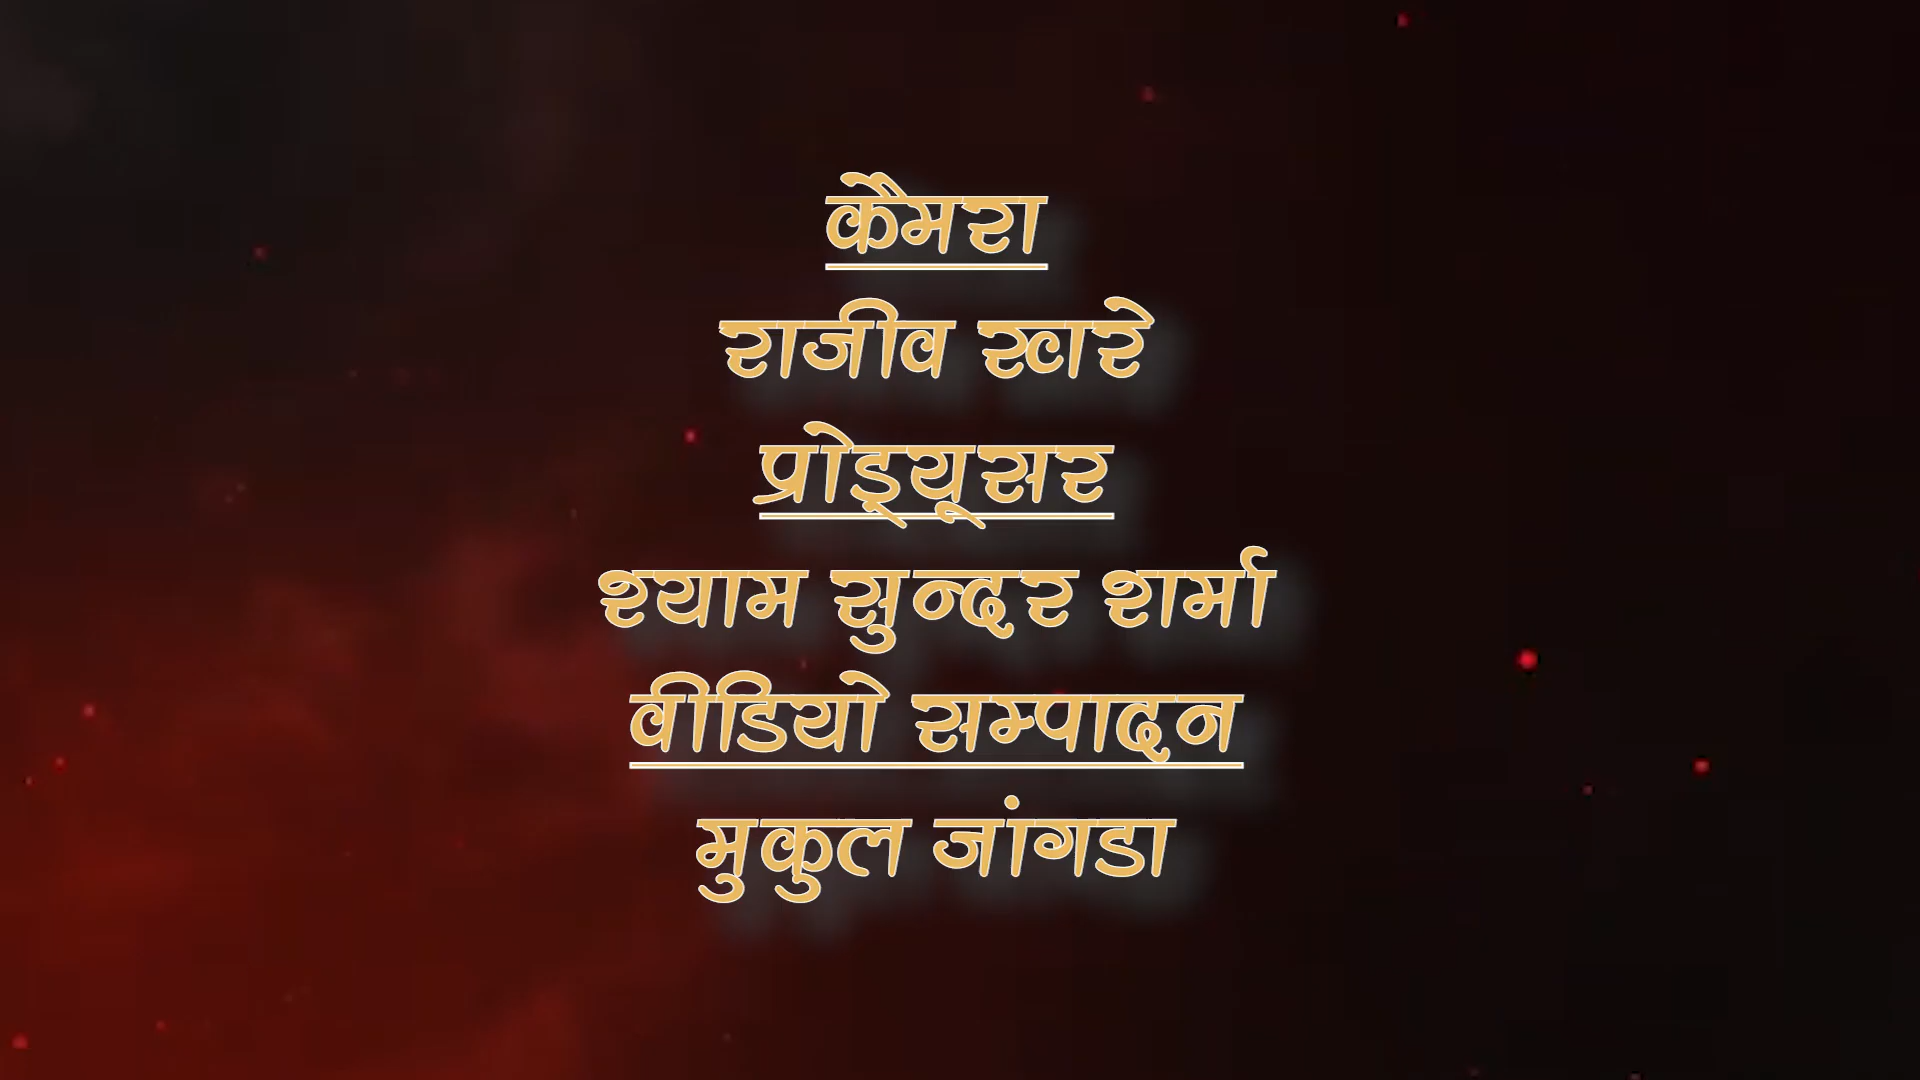 कैमरा
राजीव खरे
प्रोड्यूसर
श्याम सुन्दर शर्मा
वीडियो सम्पादन
मुकुल जांगडा